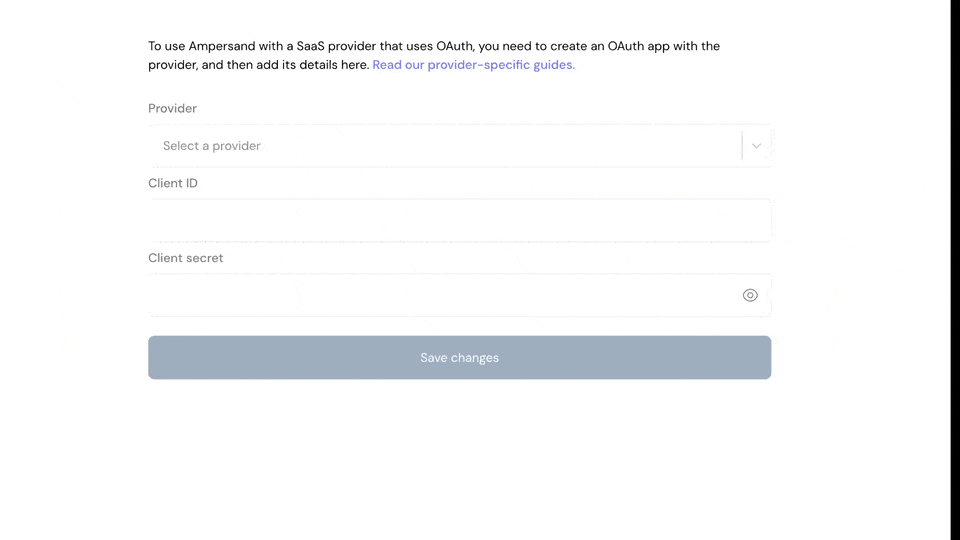 To use Ampersand with a SaaS provider that uses OAuth, you need to create an OAuth app with the
provider, and then add its details here. Read our provider-specific guides.
Provider
Select a provider
Client ID
Client secret
Save changes